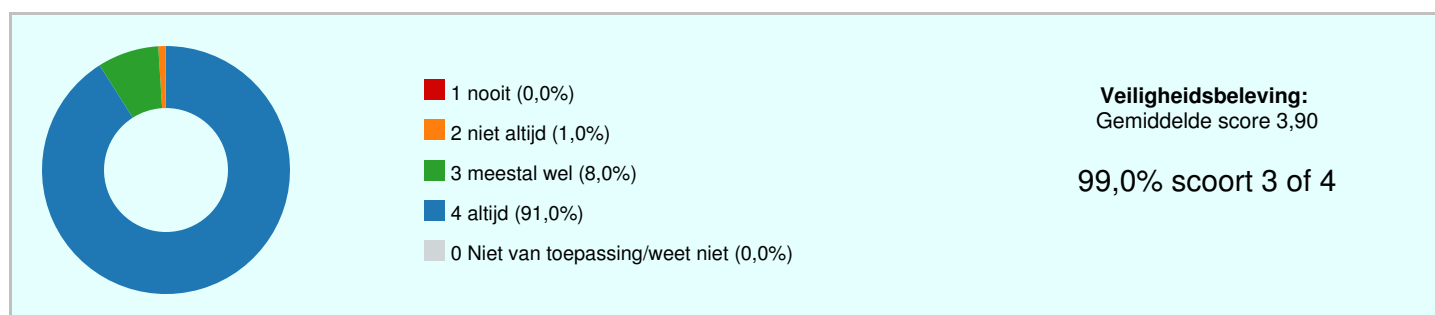 1 nooit (0,0%)
2 niet altijd (1,0%)
3 meestal wel (8,0%)
4 altijd (91,0%)
0 Niet van toepassing/weet niet (0,0%)
Veiligheidsbeleving:
Gemiddelde score 3,90
99,0% scoort 3 of 4